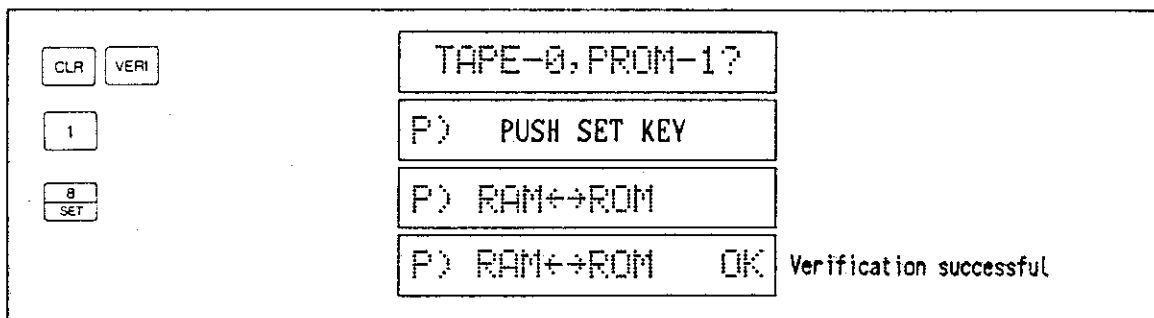 CLR VERI TAPE-0,PROM-1?
1 P) PUSH SET KEY
8
SET
P) RAM←→ROM
P) RAM←→ROM OK Verification successful